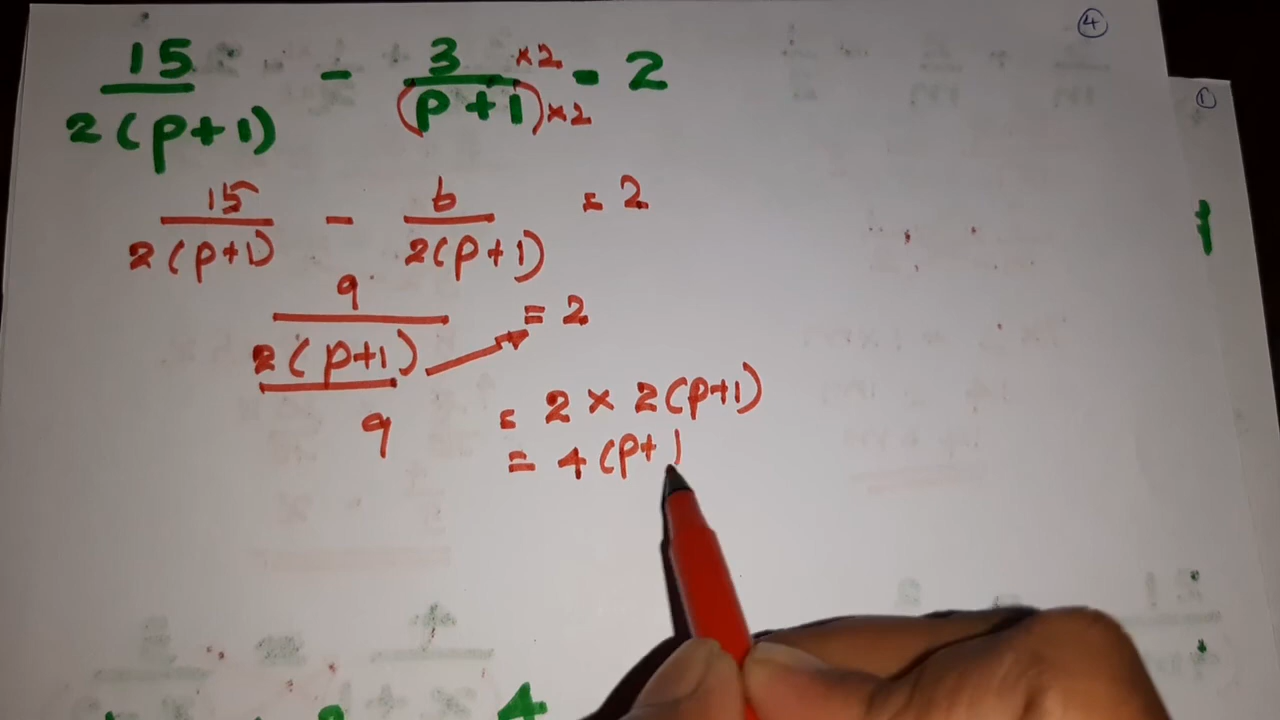 ④
①
15 - 3 ×2 = 2
2(p+1) (p+1) ×2
15 - 6 = 2
2(p+1) 2(p+1)
9 = 2
2(p+1)
9 = 2 × 2(p+1)
= 4(p+1
4